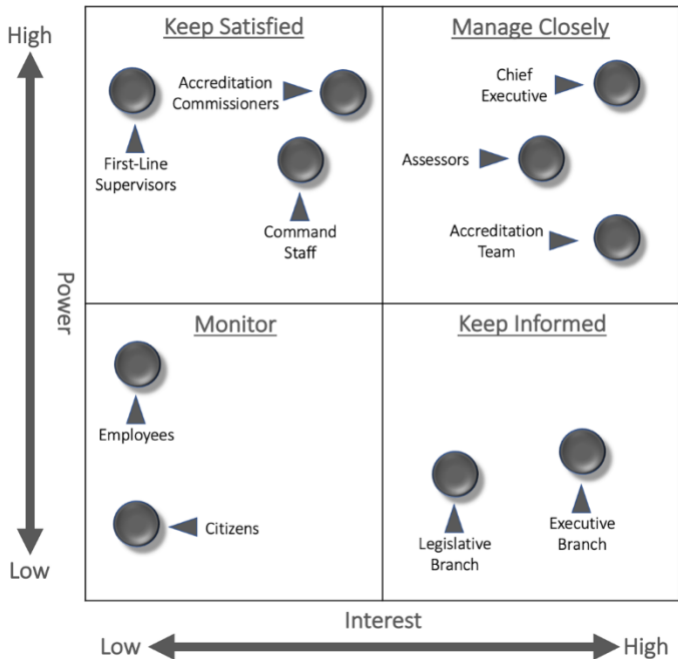 High
Keep Satisfied
Manage Closely
Accreditation
Commissioners
Chief
Executive
First-Line
Supervisors
Assessors
Command
Staff
Accreditation
Team
Power
Monitor
Keep Informed
Employees
Citizens
Legislative
Branch
Executive
Branch
Low
Interest
Low
High